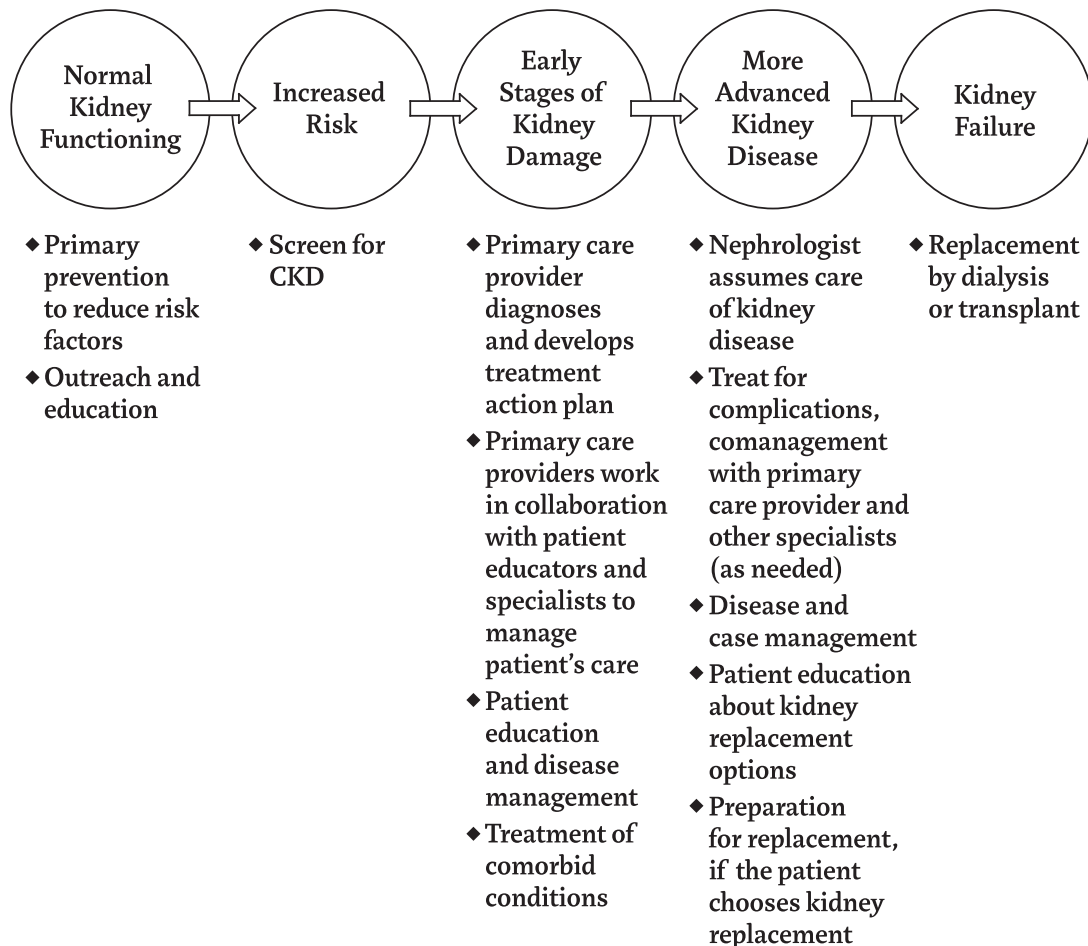 Normal
Kidney
Functioning
Increased
Risk
Early
Stages of
Kidney
Damage
More
Advanced
Kidney
Disease
Kidney
Failure
◆ Primary
prevention
to reduce risk
factors
◆ Outreach and
education
◆ Screen for
CKD
◆ Primary care
provider
diagnoses
and develops
treatment
action plan
◆ Primary care
providers work
in collaboration
with patient
educators and
specialists to
manage
patient’s care
◆ Patient
education
and disease
management
◆ Treatment of
comorbid
conditions
◆ Nephrologist
assumes care
of kidney
disease
◆ Treat for
complications,
comanagement
with primary
care provider and
other specialists
(as needed)
◆ Disease and
case management
◆ Patient education
about kidney
replacement
options
◆ Preparation
for replacement,
if the patient
chooses kidney
replacement
◆ Replacement
by dialysis
or transplant